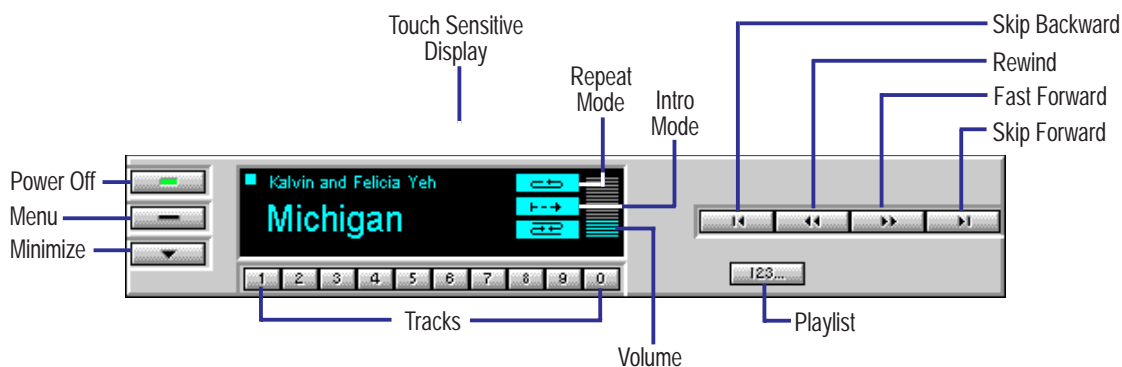 Touch Sensitive
Display
Skip Backward
Rewind
Fast Forward
Skip Forward
Repeat
Mode
Intro
Mode
Power Off
Menu
Minimize
Kalvin and Felicia Yeh
Michigan
1 2 3 4 5 6 7 8 9 0
123...
Tracks
Playlist
Volume